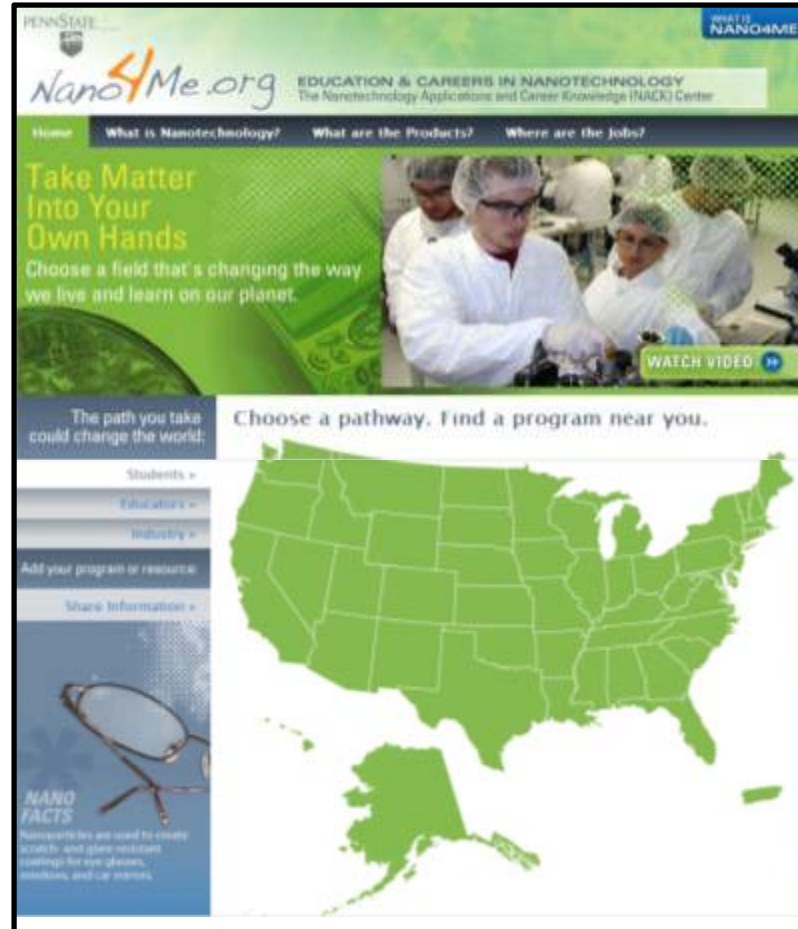 PENNSTATE
WHAT IS
NANO4ME
Nano4Me.org
EDUCATION & CAREERS IN NANOTECHNOLOGY
The Nanotechnology Applications and Career Knowledge (NACK) Center
Home What is Nanotechnology? What are the Products? Where are the Jobs?
Take Matter
Into Your
Own Hands
Choose a field that's changing the way
we live and learn on our planet.
WATCH VIDEO
The path you take
could change the world:
Choose a pathway. Find a program near you.
Students »
Educators »
Industry »
Add your program or resource:
Share Information »
NANO
FACTS
Nanoparticles are used to create
scratch- and glare-resistant
coatings for eye glasses,
windows, and car mirrors.